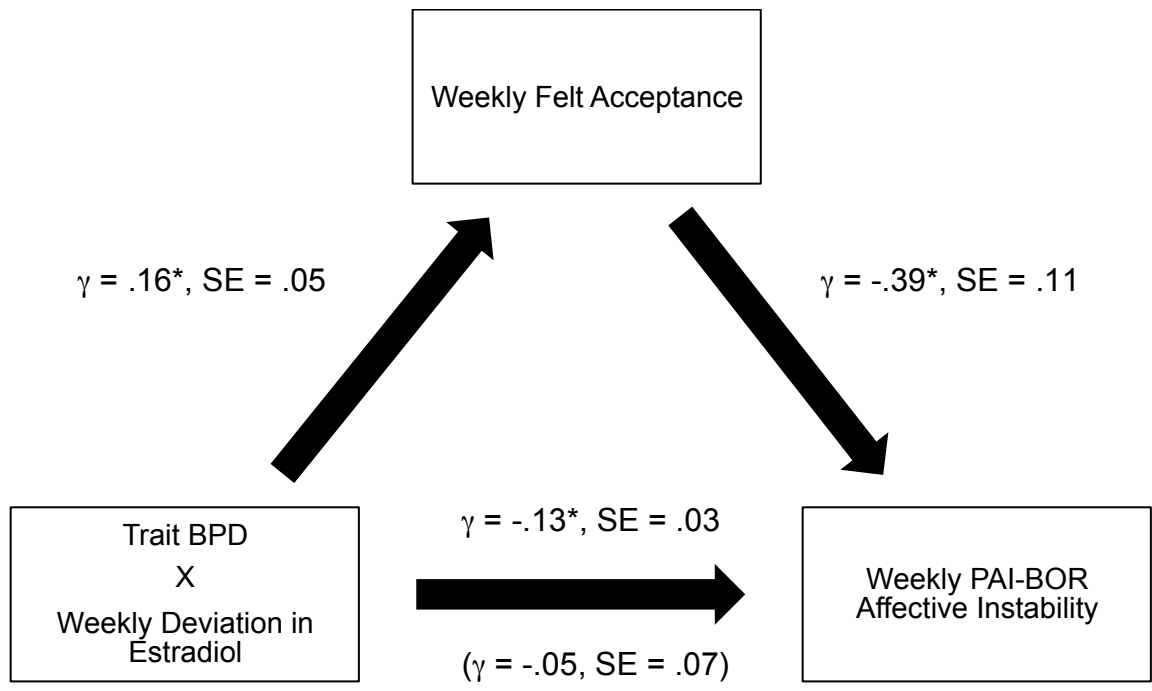 Weekly Felt Acceptance
γ = .16*, SE = .05
γ = -.39*, SE = .11
Trait BPD
X
Weekly Deviation in
Estradiol
γ = -.13*, SE = .03
(γ = -.05, SE = .07)
Weekly PAI-BOR
Affective Instability